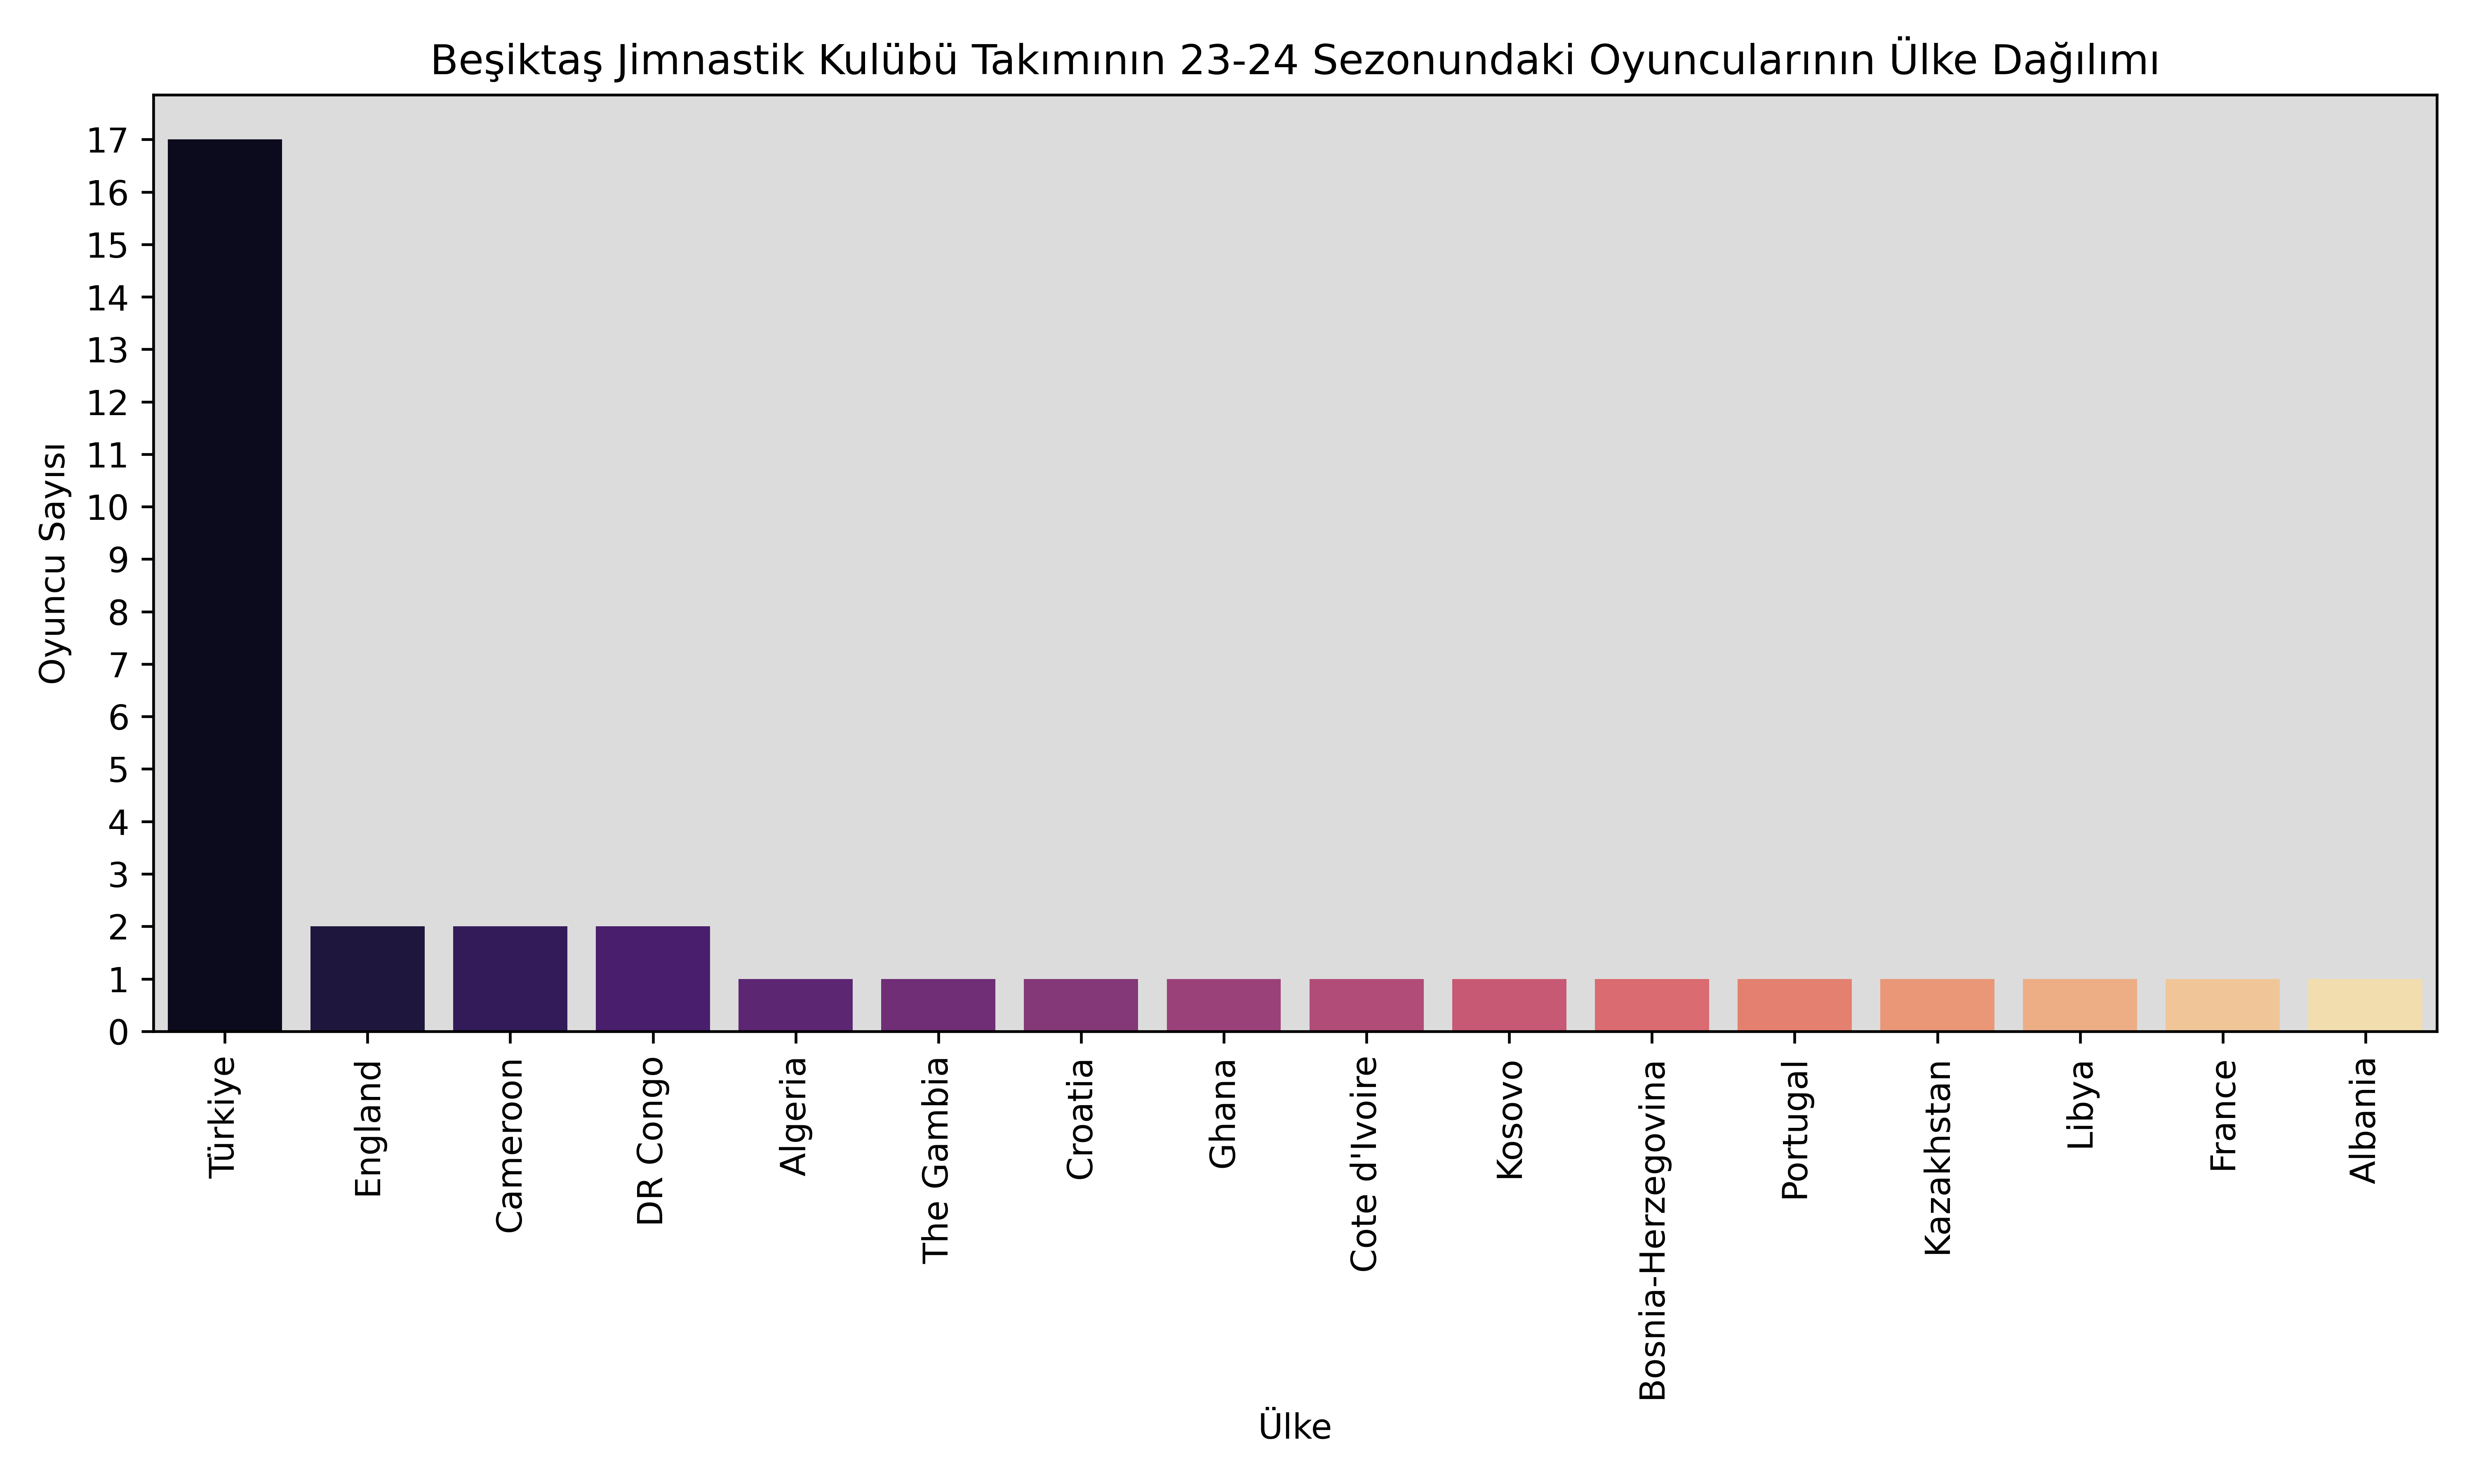 Beşiktaş Jimnastik Kulübü Takımının 23-24 Sezonundaki Oyuncularının Ülke Dağılımı
Oyuncu Sayısı
17
16
15
14
13
12
11
10
9
8
7
6
5
4
3
2
1
0
Türkiye
England
Cameroon
DR Congo
Algeria
The Gambia
Croatia
Ghana
Cote d'Ivoire
Kosovo
Bosnia-Herzegovina
Portugal
Kazakhstan
Libya
France
Albania
Ülke